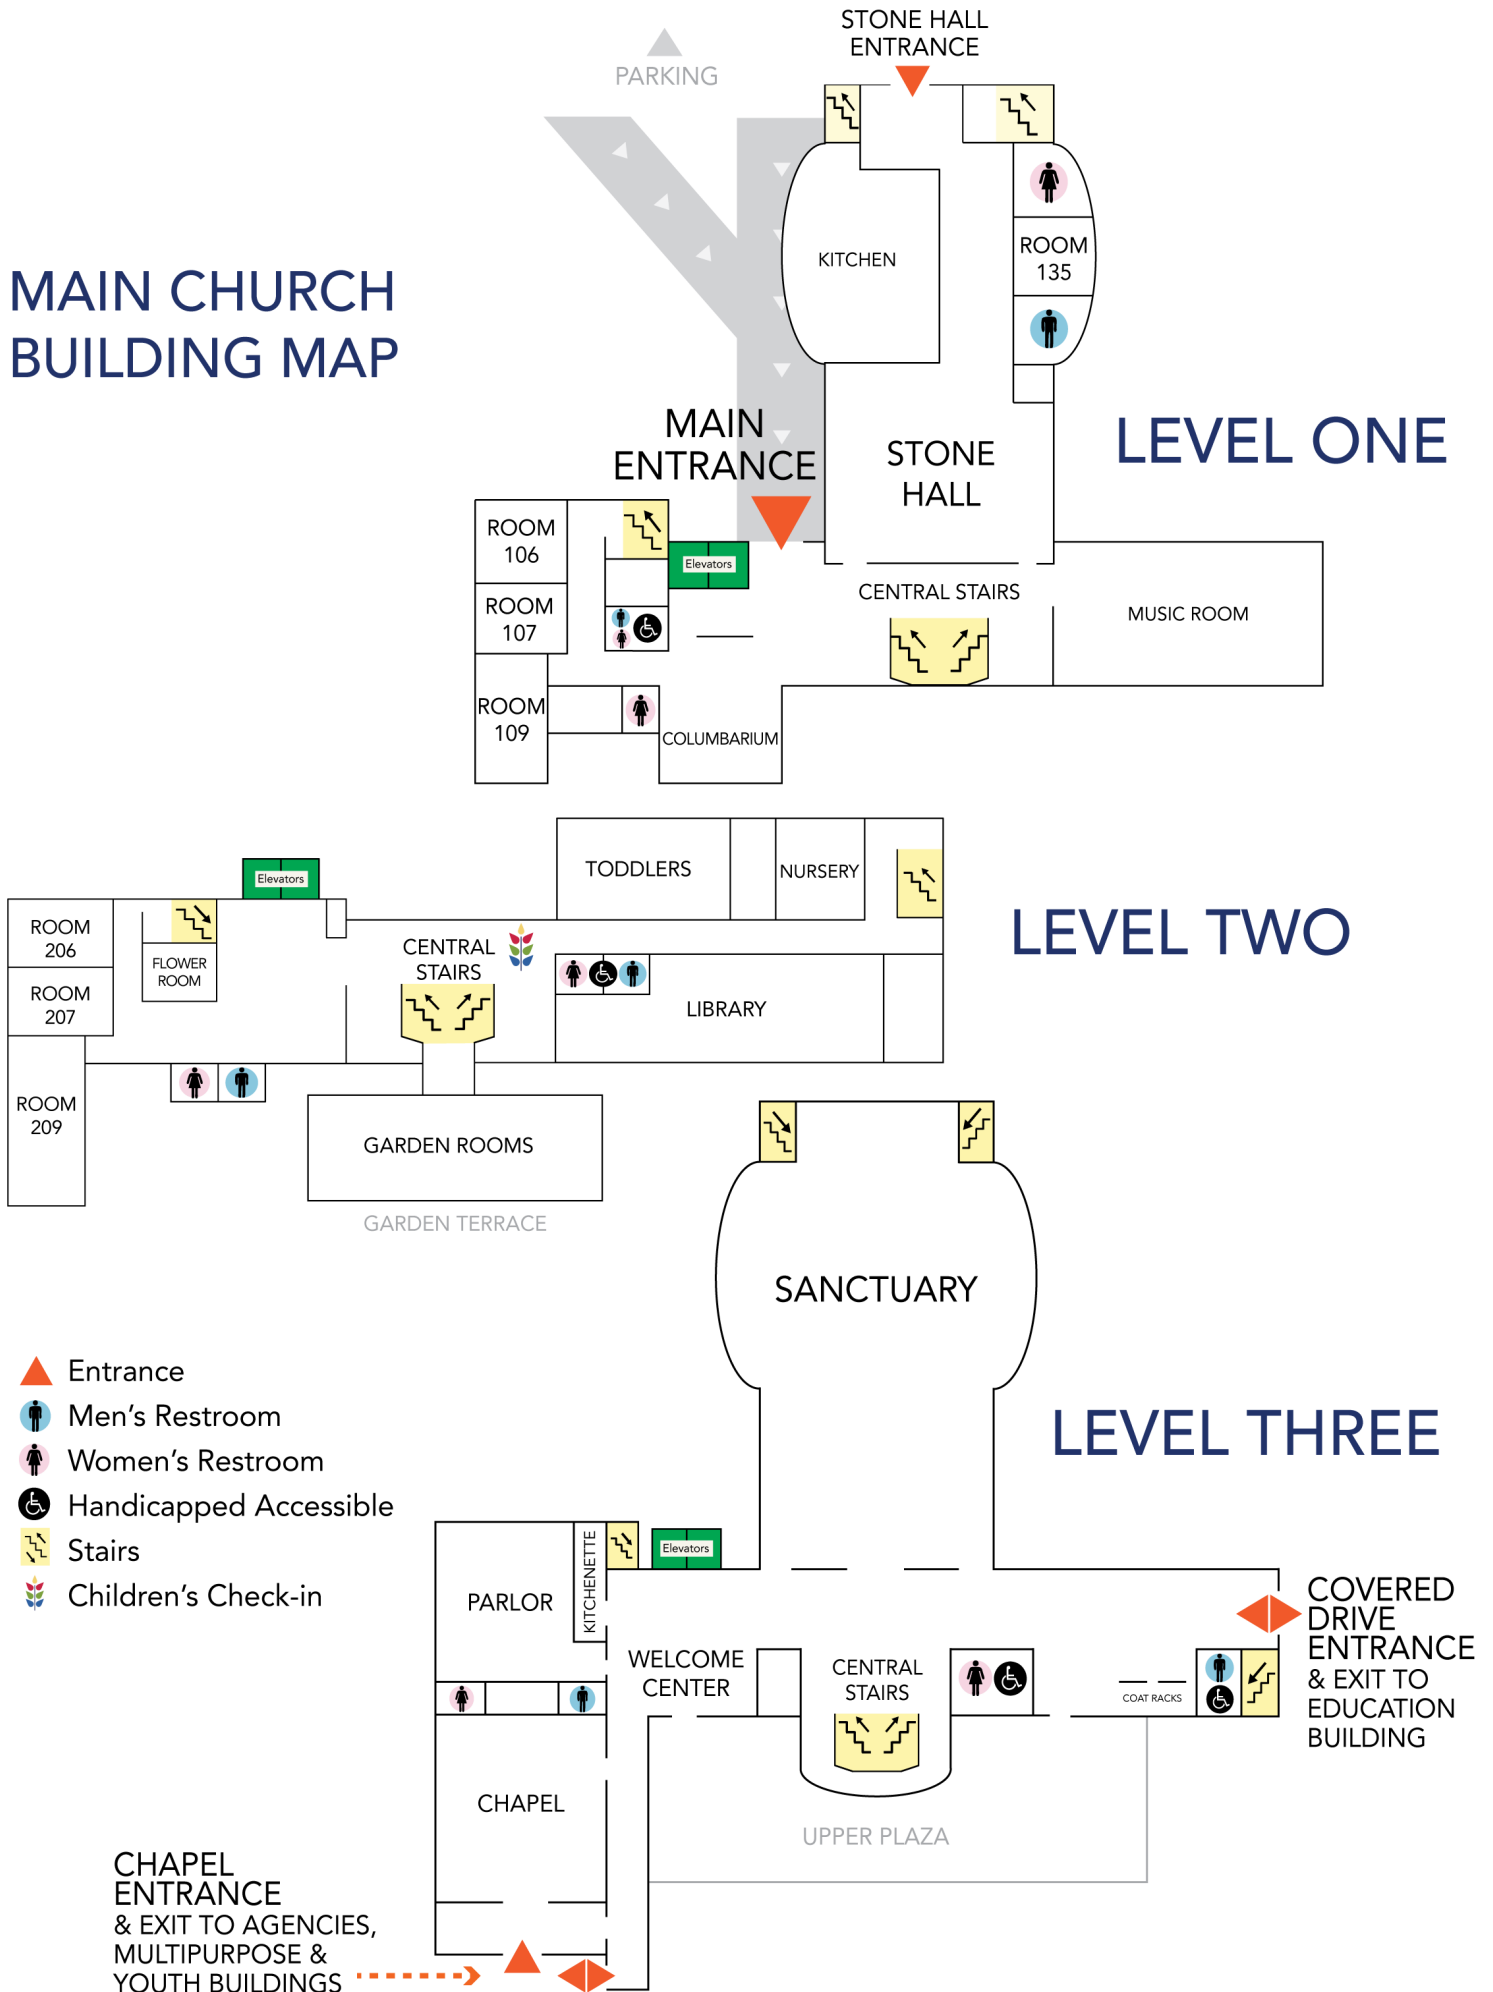 STONE HALL
ENTRANCE
PARKING
MAIN CHURCH
BUILDING MAP
KITCHEN
ROOM
135
MAIN
ENTRANCE
STONE
HALL
LEVEL ONE
ROOM
106
Elevators
ROOM
107
CENTRAL STAIRS
MUSIC ROOM
ROOM
109
COLUMBARIUM
TODDLERS
NURSERY
Elevators
LEVEL TWO
ROOM
206
FLOWER
ROOM
CENTRAL
STAIRS
ROOM
207
LIBRARY
ROOM
209
GARDEN ROOMS
GARDEN TERRACE
SANCTUARY
Entrance
Men's Restroom
Women's Restroom
Handicapped Accessible
Stairs
Children's Check-in
LEVEL THREE
PARLOR
KITCHENETTE
Elevators
WELCOME
CENTER
CENTRAL
STAIRS
COAT RACKS
COVERED
DRIVE
ENTRANCE
& EXIT TO
EDUCATION
BUILDING
CHAPEL
UPPER PLAZA
CHAPEL
ENTRANCE
& EXIT TO AGENCIES,
MULTIPURPOSE &
YOUTH BUILDINGS